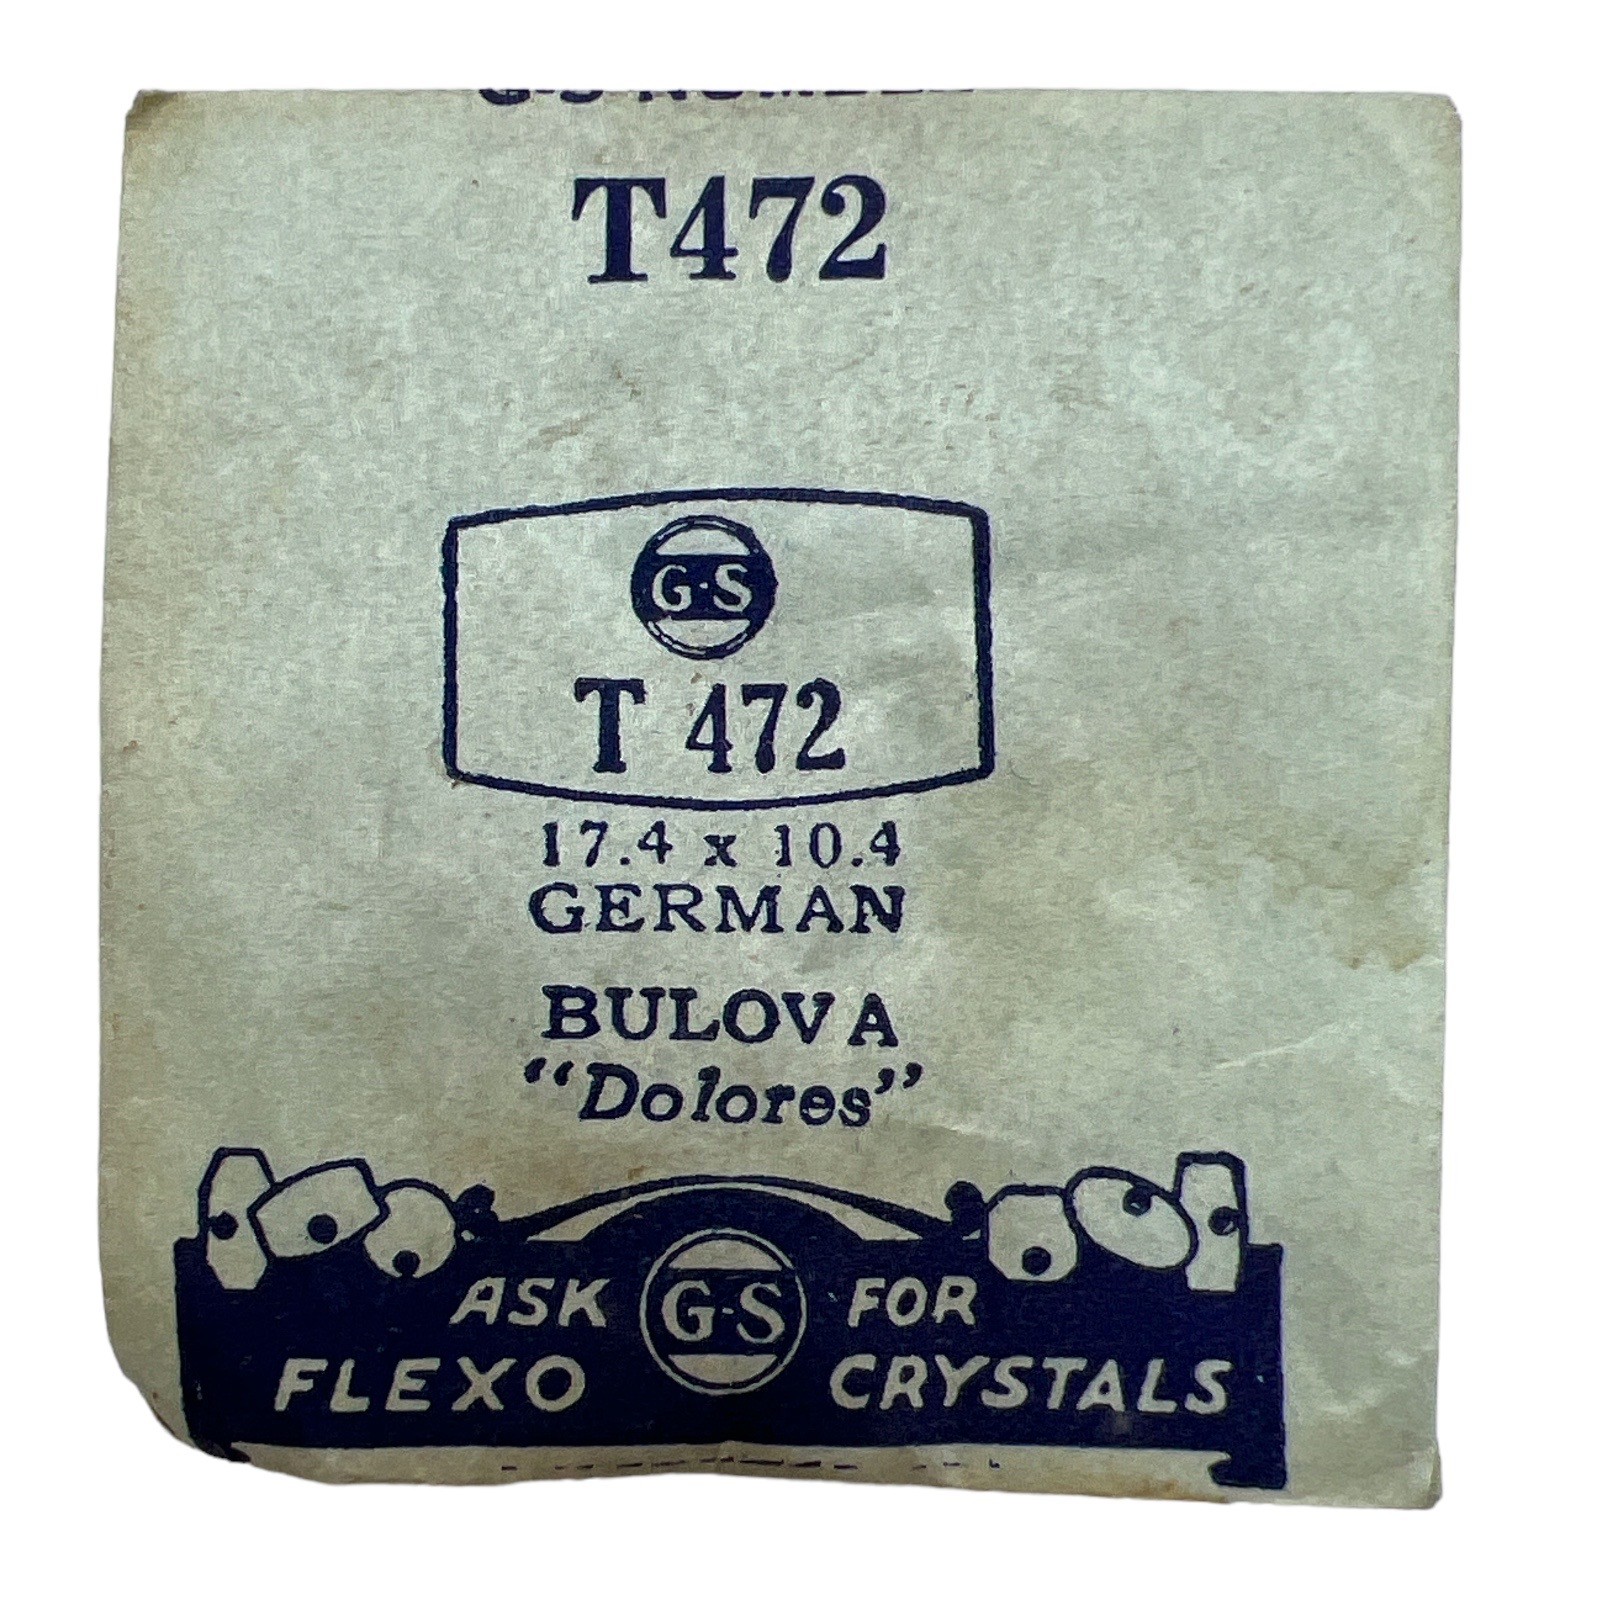 T472
G·S
T 472
17.4 x 10.4
GERMAN
BULOVA
"Dolores"
ASK G·S FOR
FLEXO CRYSTALS